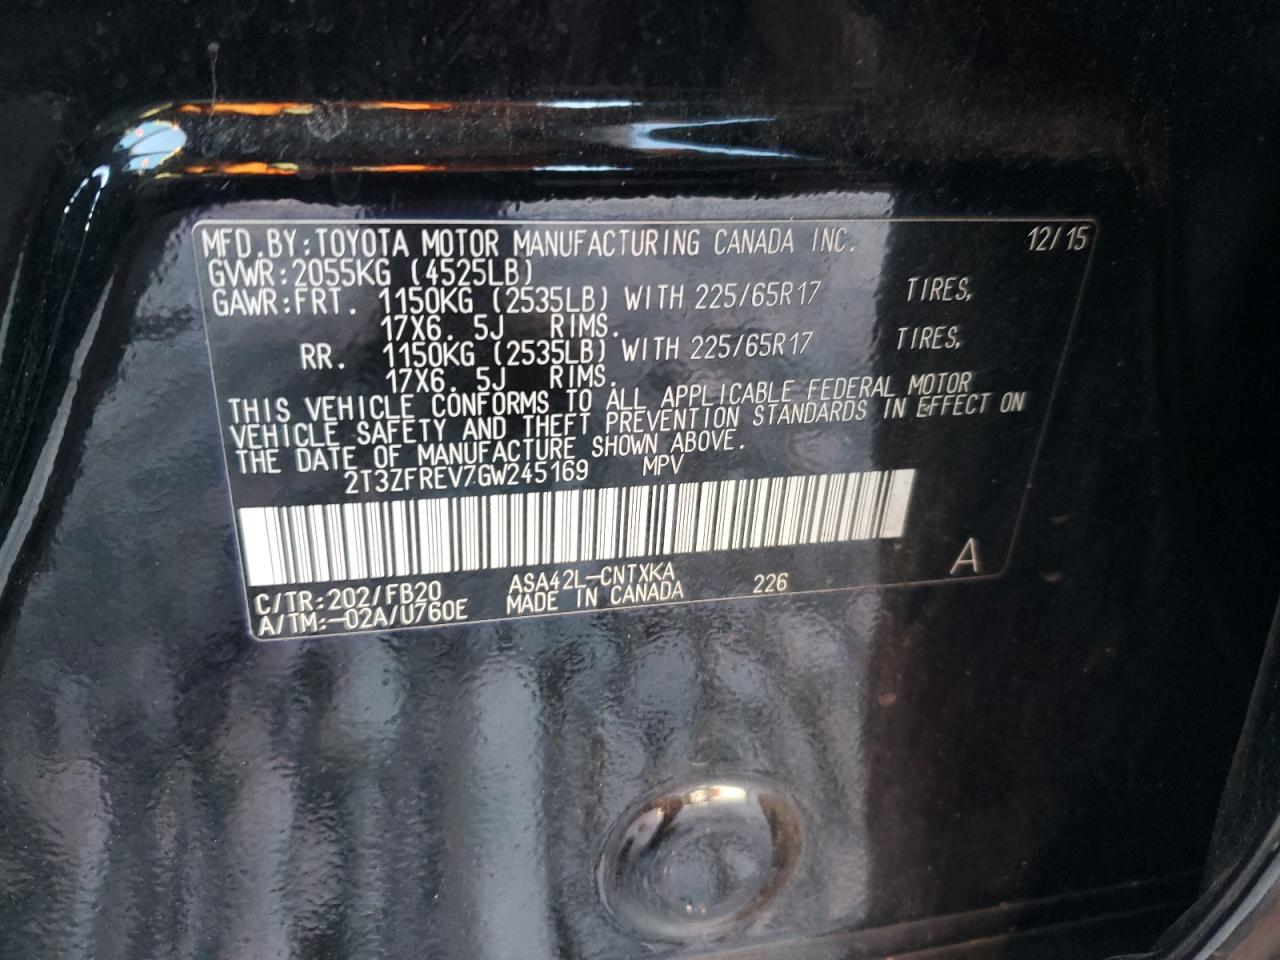 MFD.BY:TOYOTA MOTOR MANUFACTURING CANADA INC. 12/15
GVWR:2055KG (4525LB)
GAWR:FRT. 1150KG (2535LB) WITH 225/65R17 TIRES,
17X6.5J RIMS.
RR. 1150KG (2535LB) WITH 225/65R17 TIRES,
17X6.5J RIMS.
THIS VEHICLE CONFORMS TO ALL APPLICABLE FEDERAL MOTOR
VEHICLE SAFETY AND THEFT PREVENTION STANDARDS IN EFFECT ON
THE DATE OF MANUFACTURE SHOWN ABOVE.
2T3ZFREV7GW245169 MPV
A
C/TR:202/FB20 ASA42L-CNTXKA 226
A/TM:-02A/U760E MADE IN CANADA